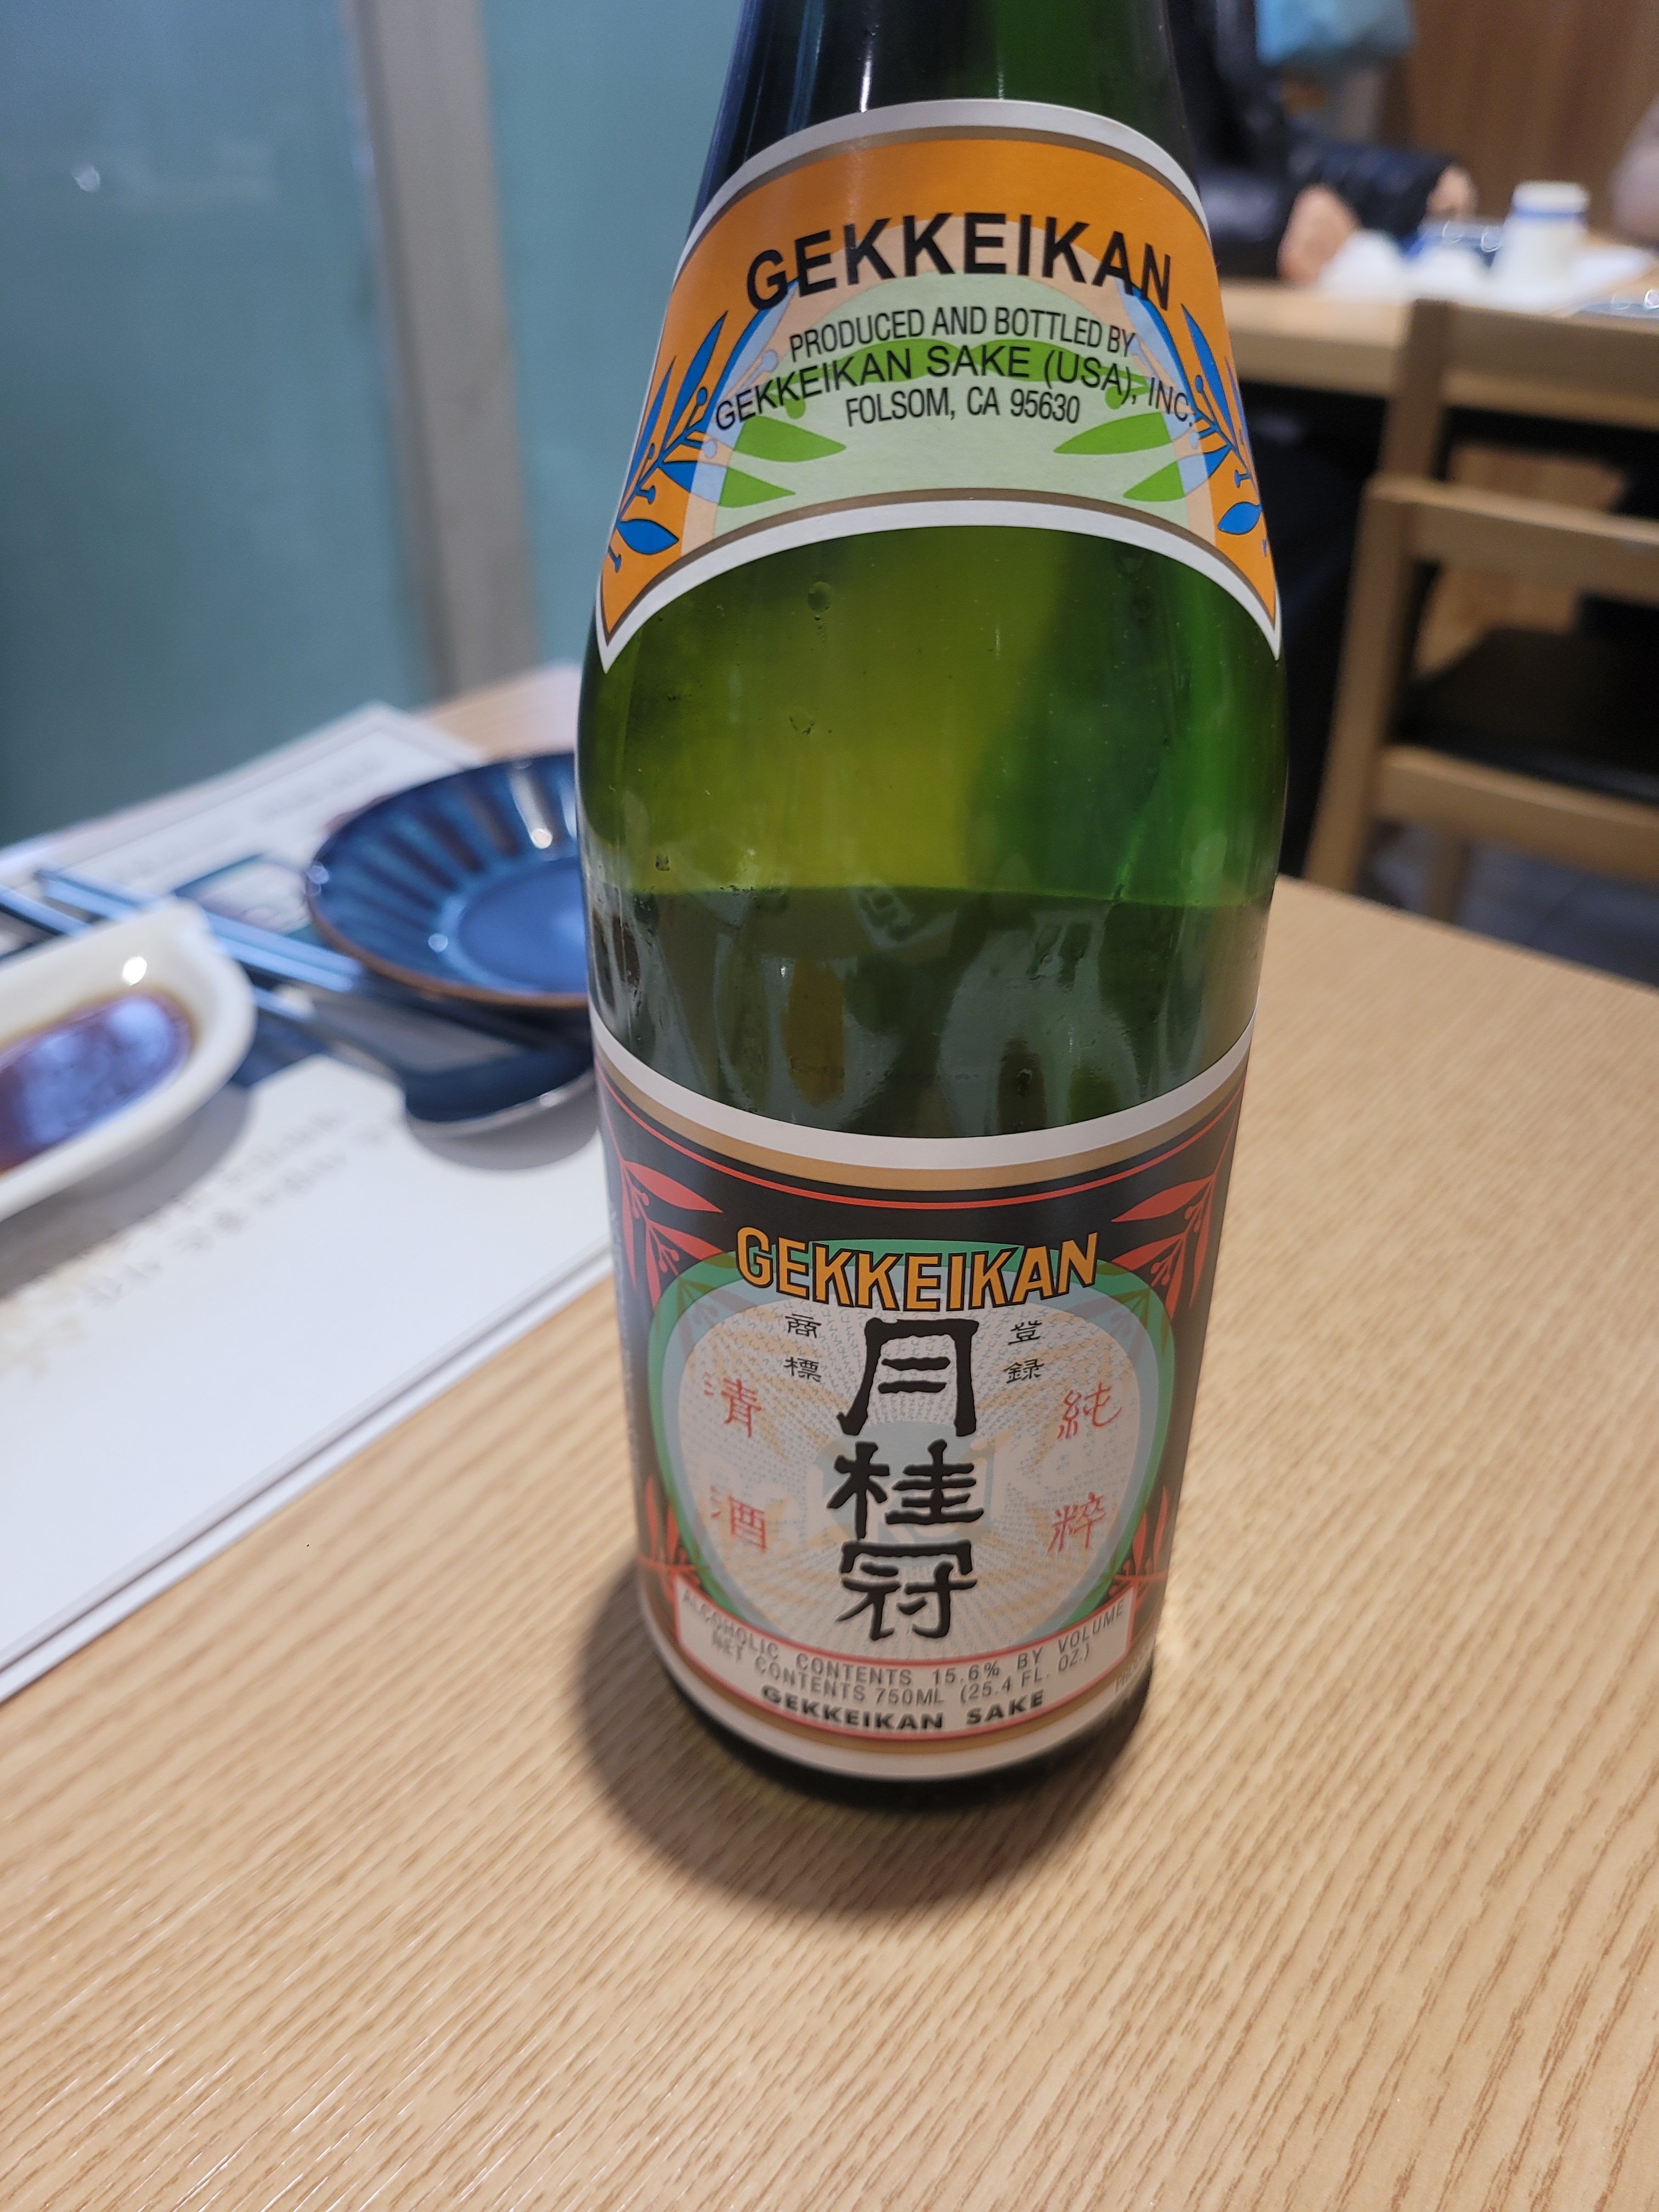 GEKKEIKAN
PRODUCED AND BOTTLED BY
GEKKEIKAN SAKE (USA), INC.
FOLSOM, CA 95630
GEKKEIKAN
登録
商標
純粋
月桂冠
清酒
ALCOHOLIC CONTENTS 15.6% BY VOLUME
NET CONTENTS 750ML (25.4 FL. OZ.)
GEKKEIKAN SAKE